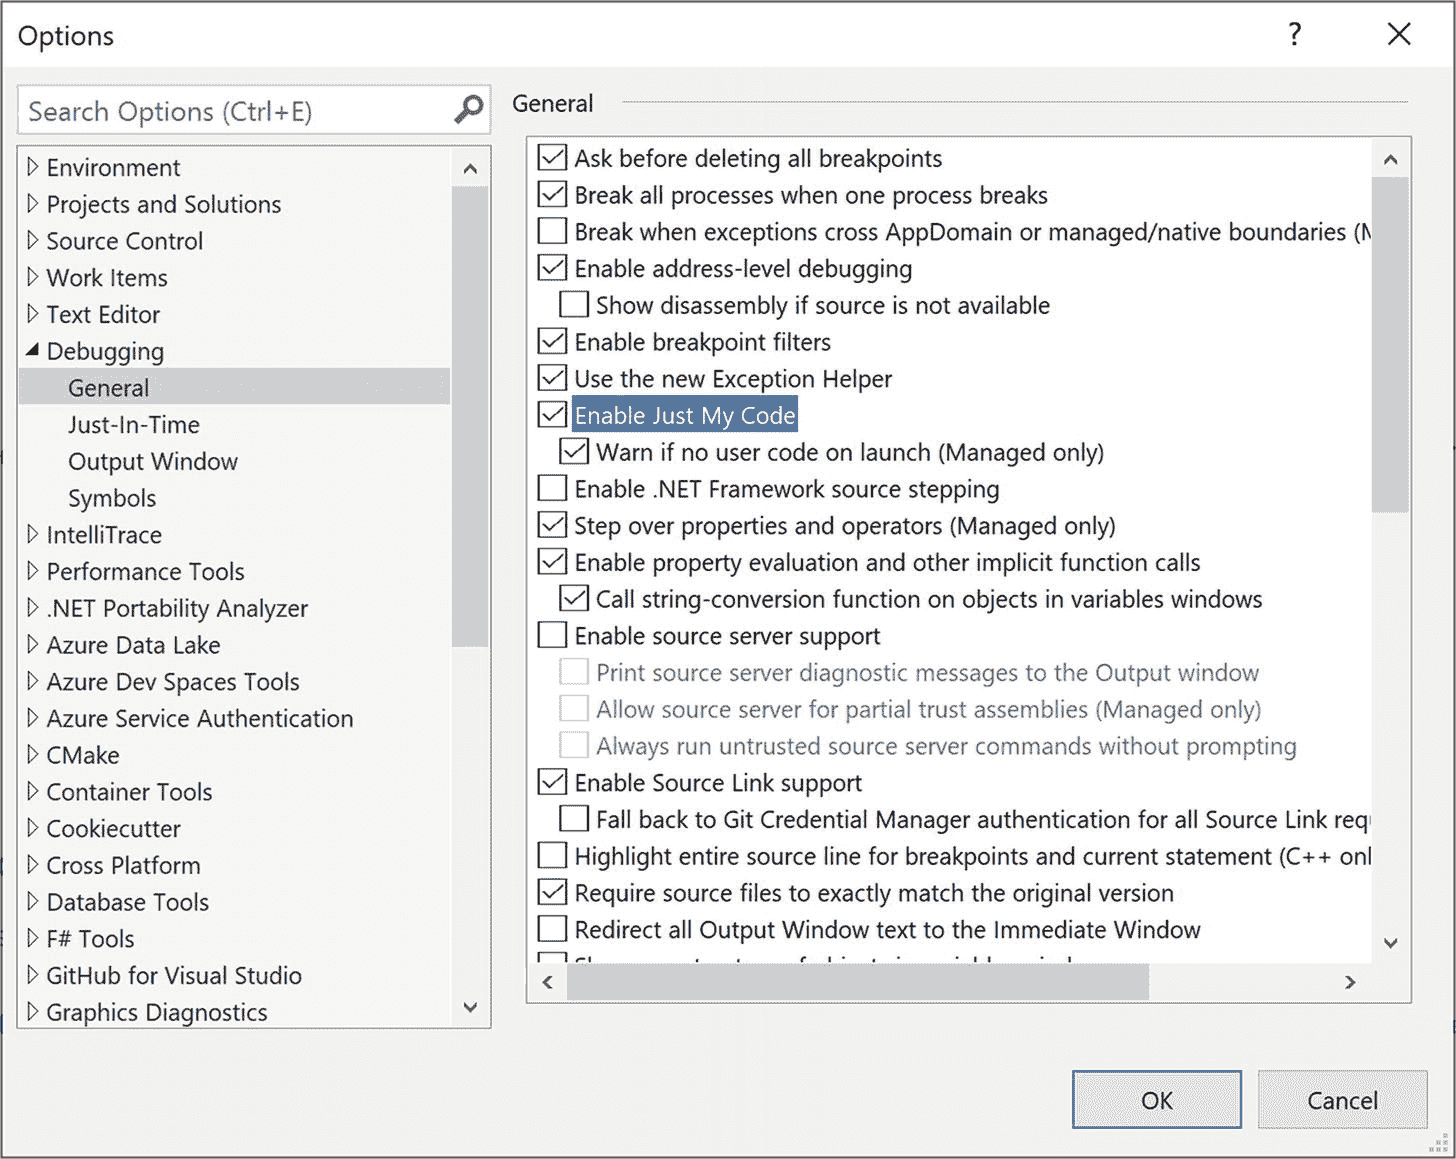 Options
?
Search Options (Ctrl+E)
Environment
Projects and Solutions
Source Control
Work Items
Text Editor
Debugging
General
Just-In-Time
Output Window
Symbols
IntelliTrace
Performance Tools
.NET Portability Analyzer
Azure Data Lake
Azure Dev Spaces Tools
Azure Service Authentication
CMake
Container Tools
Cookiecutter
Cross Platform
Database Tools
F# Tools
GitHub for Visual Studio
Graphics Diagnostics
General
Ask before deleting all breakpoints
Break all processes when one process breaks
Break when exceptions cross AppDomain or managed/native boundaries (M
Enable address-level debugging
Show disassembly if source is not available
Enable breakpoint filters
Use the new Exception Helper
Enable Just My Code
Warn if no user code on launch (Managed only)
Enable .NET Framework source stepping
Step over properties and operators (Managed only)
Enable property evaluation and other implicit function calls
Call string-conversion function on objects in variables windows
Enable source server support
Print source server diagnostic messages to the Output window
Allow source server for partial trust assemblies (Managed only)
Always run untrusted source server commands without prompting
Enable Source Link support
Fall back to Git Credential Manager authentication for all Source Link requ
Highlight entire source line for breakpoints and current statement (C++ onl
Require source files to exactly match the original version
Redirect all Output Window text to the Immediate Window
OK
Cancel